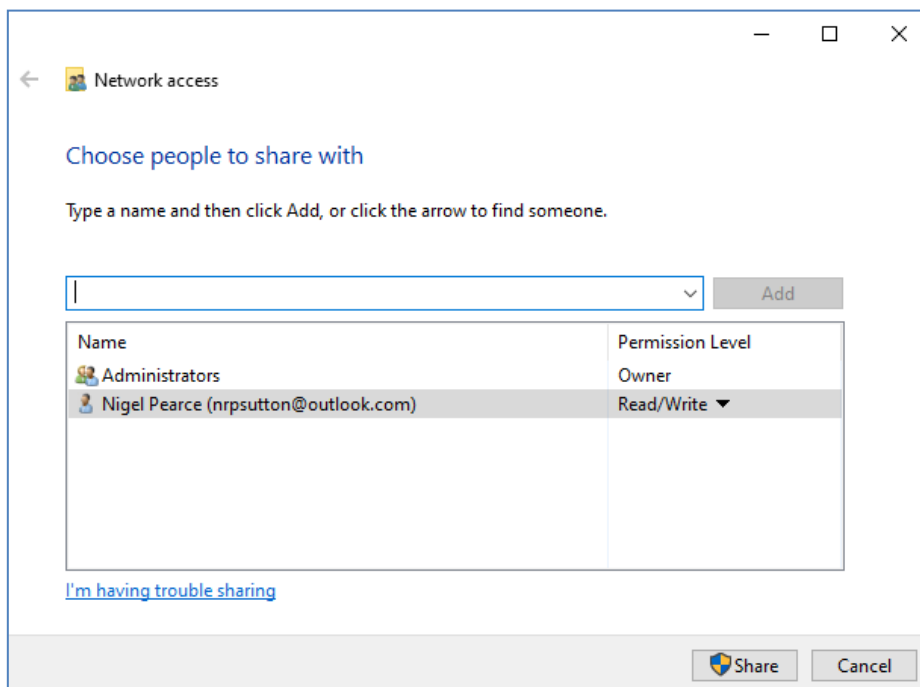 Network access
Choose people to share with
Type a name and then click Add, or click the arrow to find someone.
Add
Name Permission Level
Administrators Owner
Nigel Pearce (nrpsutton@outlook.com) Read/Write
I'm having trouble sharing
Share Cancel